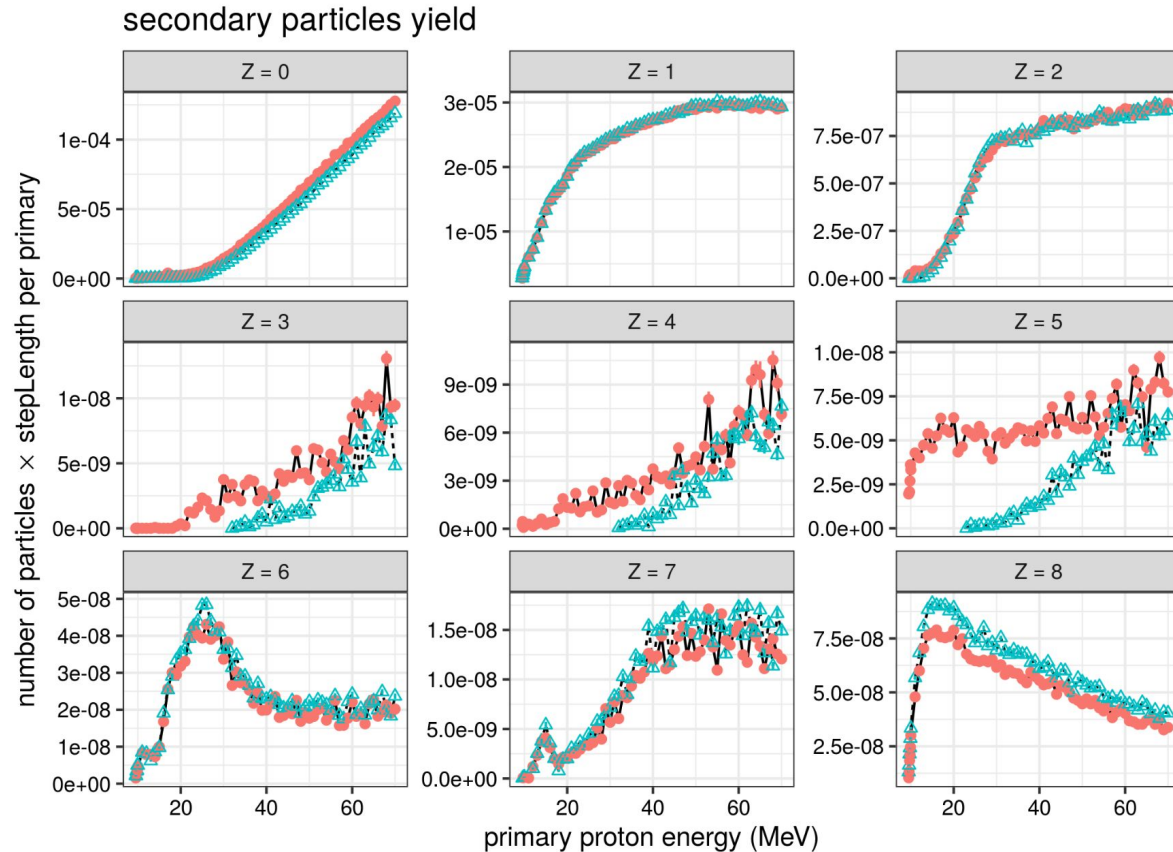 secondary particles yield
number of particles × stepLength per primary
Z = 0
Z = 1
Z = 2
1e-04
5e-05
0e+00
3e-05
2e-05
1e-05
7.5e-07
5.0e-07
2.5e-07
0.0e+00
Z = 3
Z = 4
Z = 5
1e-08
5e-09
0e+00
9e-09
6e-09
3e-09
0e+00
1.0e-08
7.5e-09
5.0e-09
2.5e-09
0.0e+00
Z = 6
Z = 7
Z = 8
5e-08
4e-08
3e-08
2e-08
1e-08
0e+00
1.5e-08
1.0e-08
5.0e-09
0.0e+00
7.5e-08
5.0e-08
2.5e-08
20 40 60
20 40 60
20 40 60
primary proton energy (MeV)